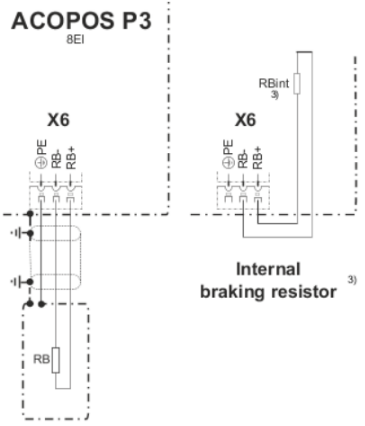 ACOPOS P3
8EI
X6
PE
RB-
RB+
RB
RBint
3)
X6
PE
RB-
RB+
Internal
braking resistor 3)